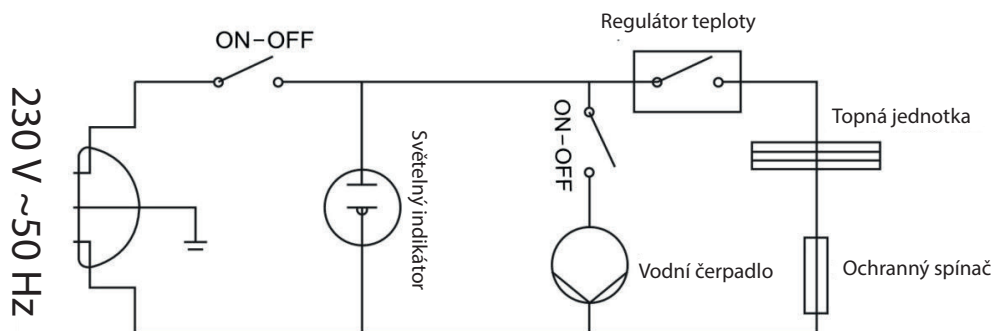 Regulátor teploty
ON-OFF
Topná jednotka
ON-OFF
Světelný indikátor
230 V ~50 Hz
Vodní čerpadlo
Ochranný spínač